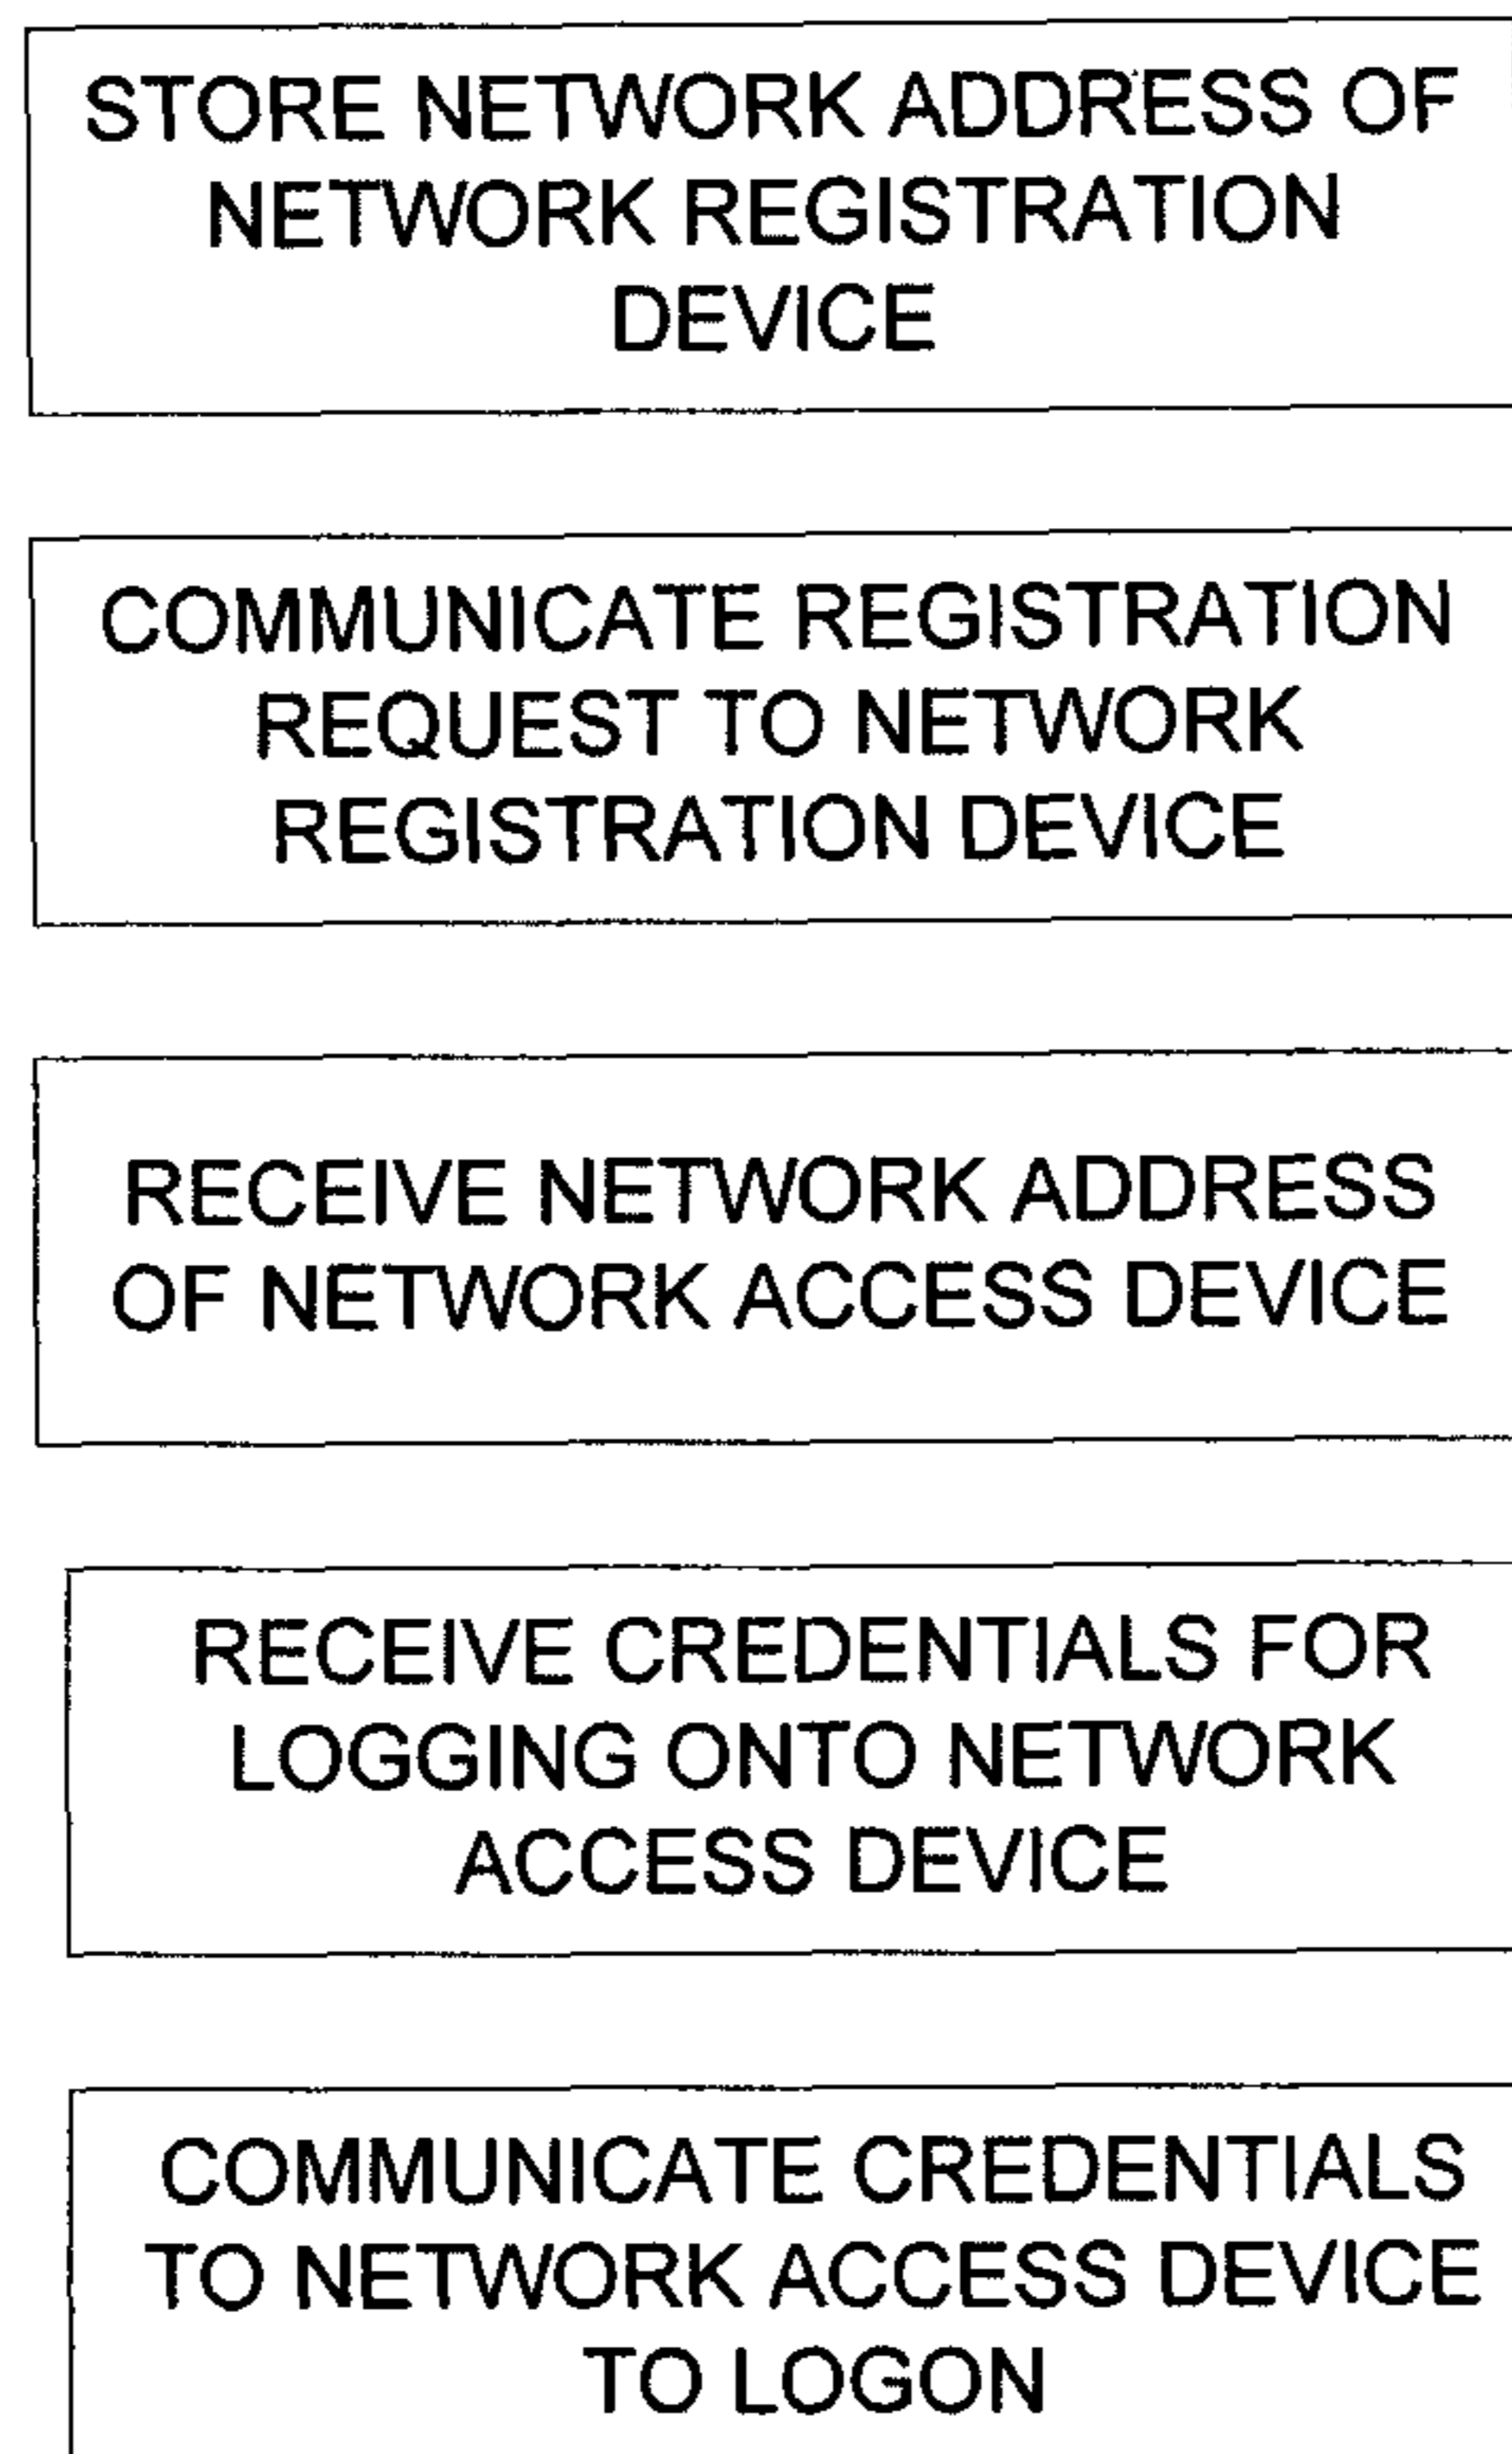 STORE NETWORK ADDRESS OF
NETWORK REGISTRATION
DEVICE
COMMUNICATE REGISTRATION
REQUEST TO NETWORK
REGISTRATION DEVICE
RECEIVE NETWORK ADDRESS
OF NETWORK ACCESS DEVICE
RECEIVE CREDENTIALS FOR
LOGGING ONTO NETWORK
ACCESS DEVICE
COMMUNICATE CREDENTIALS
TO NETWORK ACCESS DEVICE
TO LOGON